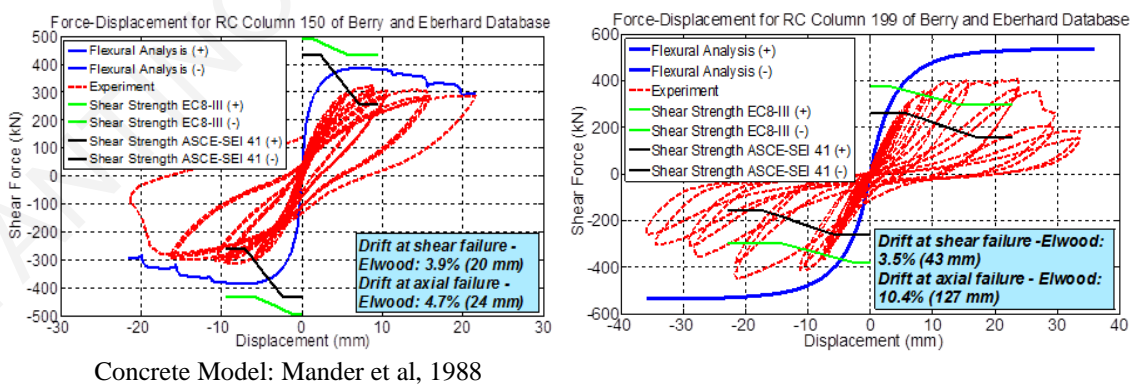 Force-Displacement for RC Column 150 of Berry and Eberhard Database
500
400
300
200
100
0
-100
-200
-300
-400
-500
Shear Force (kN)
Flexural Analysis (+)
Flexural Analysis (-)
Experiment
Shear Strength EC8-III (+)
Shear Strength EC8-III (-)
Shear Strength ASCE-SEI 41 (+)
Shear Strength ASCE-SEI 41 (-)
Drift at shear failure -
Elwood: 3.9% (20 mm)
Drift at axial failure -
Elwood: 4.7% (24 mm)
-30 -20 -10 0 10 20 30
Displacement (mm)
Concrete Model: Mander et al, 1988
Force-Displacement for RC Column 199 of Berry and Eberhard Database
600
400
200
0
-200
-400
-600
Shear Force (kN)
Flexural Analysis (+)
Flexural Analysis (-)
Experiment
Shear Strength EC8-III (+)
Shear Strength EC8-III (-)
Shear Strength ASCE-SEI 41 (+)
Shear Strength ASCE-SEI 41 (-)
Drift at shear failure -Elwood:
3.5% (43 mm)
Drift at axial failure - Elwood:
10.4% (127 mm)
-40 -30 -20 -10 0 10 20 30 40
Displacement (mm)